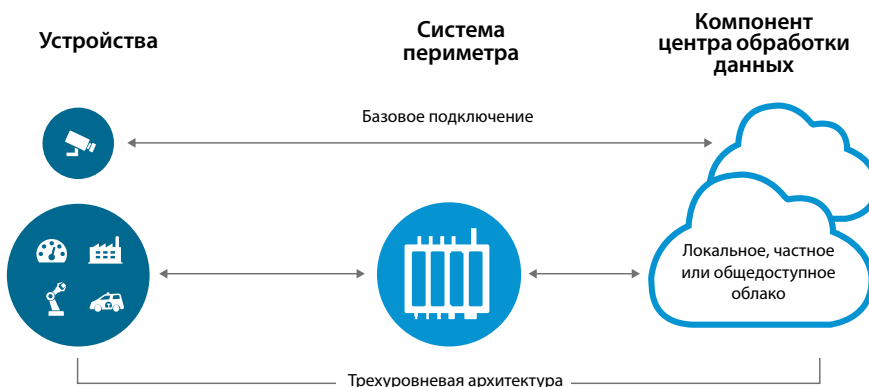 Устройства
Система
периметра
Компонент
центра обработки
данных
Базовое подключение
Локальное, частное
или общедоступное
облако
Трехуровневая архитектура